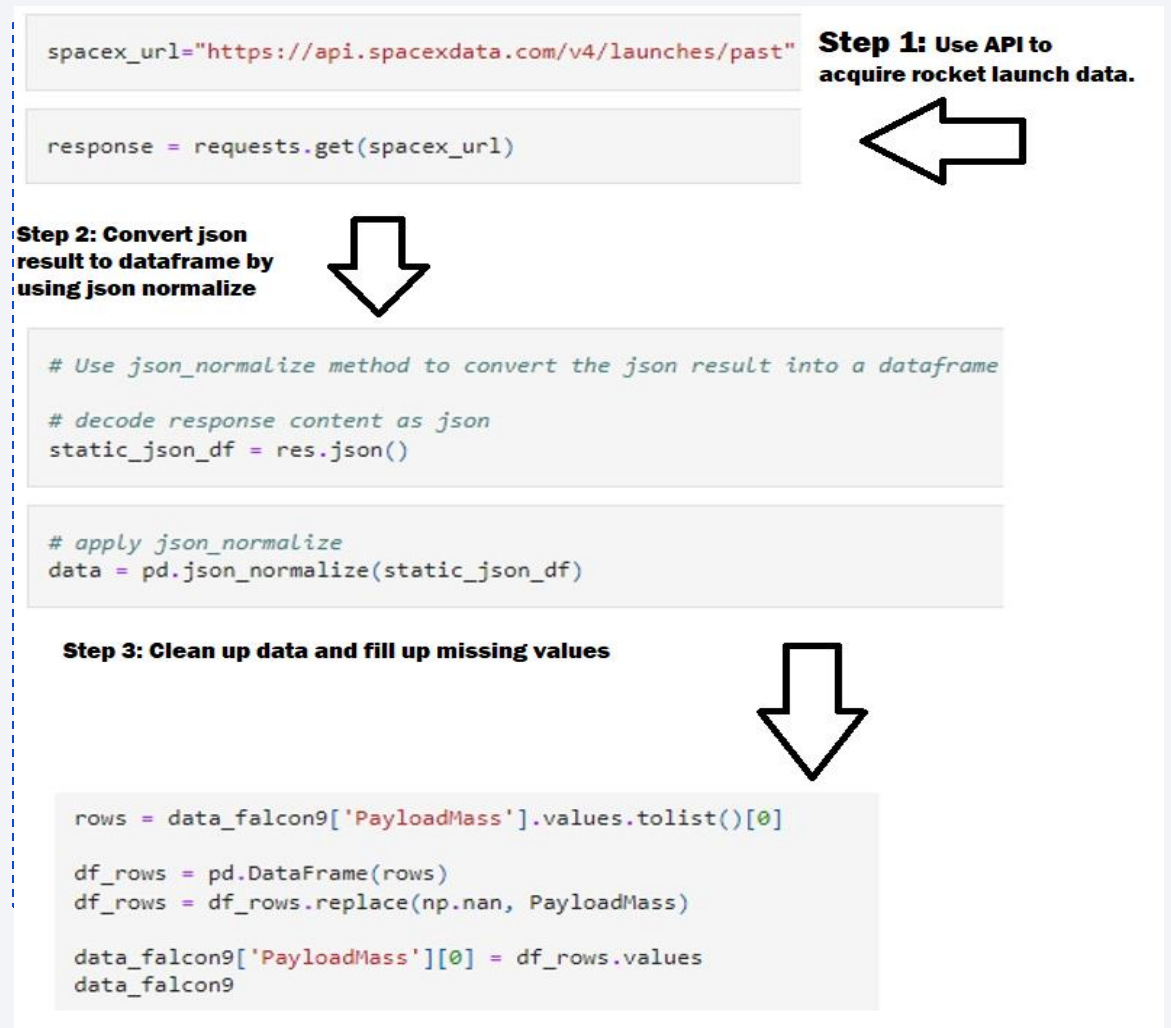 spacex_url="https://api.spacexdata.com/v4/launches/past"
Step 1: Use API to
acquire rocket launch data.
response = requests.get(spacex_url)
Step 2: Convert json
result to dataframe by
using json normalize
# Use json_normalize method to convert the json result into a dataframe
# decode response content as json
static_json_df = res.json()
# apply json_normalize
data = pd.json_normalize(static_json_df)
Step 3: Clean up data and fill up missing values
rows = data_falcon9['PayloadMass'].values.tolist()[0]
df_rows = pd.DataFrame(rows)
df_rows = df_rows.replace(np.nan, PayloadMass)
data_falcon9['PayloadMass'][0] = df_rows.values
data_falcon9